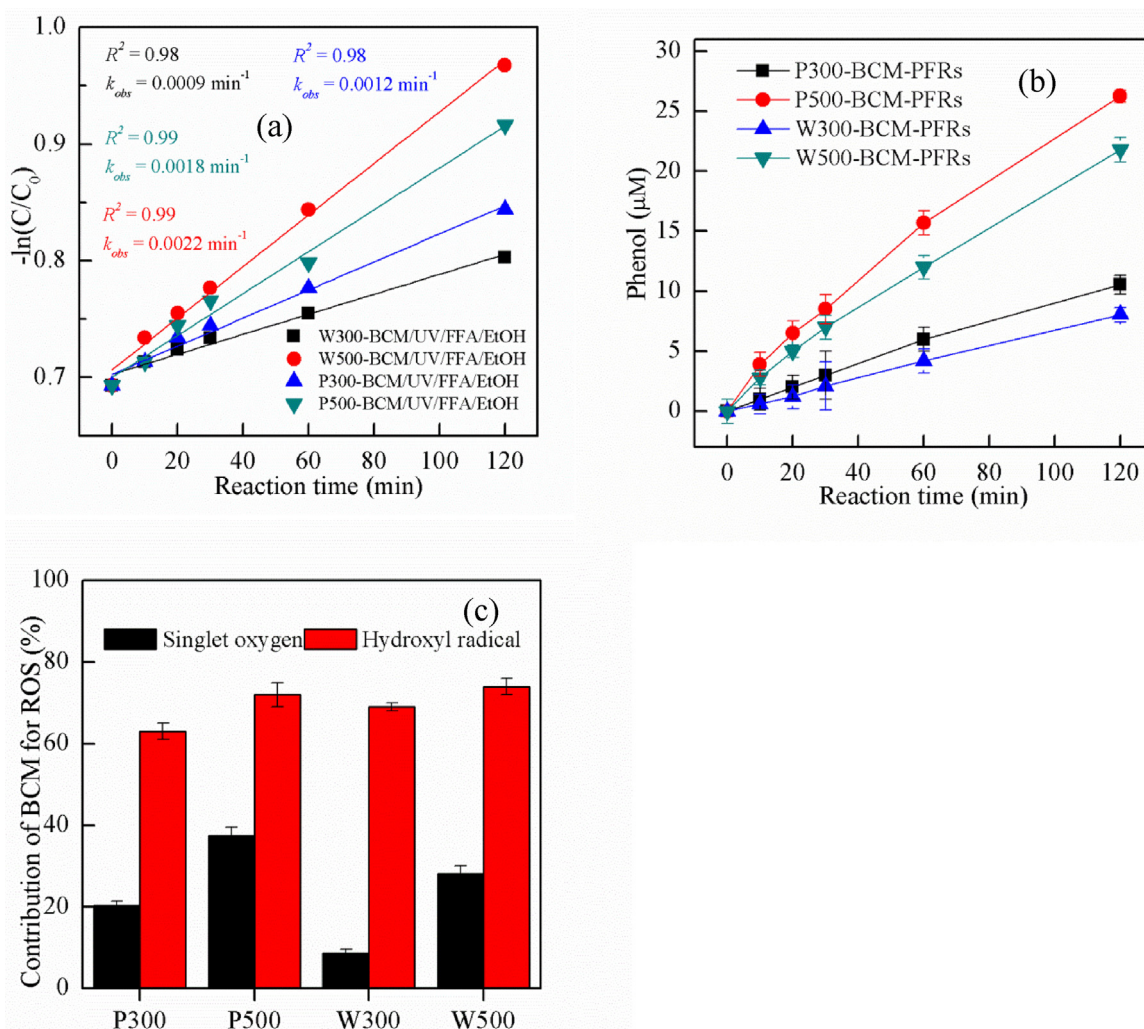 1.0
0.9
0.8
0.7
-ln(C/C0)
R2 = 0.98
kobs = 0.0009 min-1
R2 = 0.98
kobs = 0.0012 min-1
(a)
R2 = 0.99
kobs = 0.0018 min-1
R2 = 0.99
kobs = 0.0022 min-1
W300-BCM/UV/FFA/EtOH
W500-BCM/UV/FFA/EtOH
P300-BCM/UV/FFA/EtOH
P500-BCM/UV/FFA/EtOH
0 20 40 60 80 100 120
Reaction time (min)
30
25
20
15
10
5
0
Phenol (μM)
P300-BCM-PFRs
P500-BCM-PFRs
W300-BCM-PFRs
W500-BCM-PFRs
(b)
0 20 40 60 80 100 120
Reaction time (min)
100
80
60
40
20
0
Contribution of BCM for ROS (%)
(c)
Singlet oxygen Hydroxyl radical
P300 P500 W300 W500